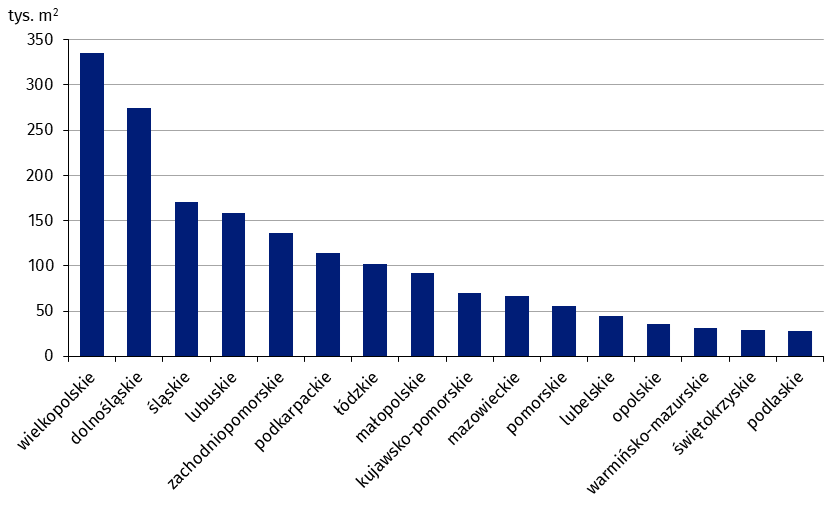 tys. m²
350
300
250
200
150
100
50
0
wielkopolskie
dolnośląskie
śląskie
lubuskie
zachodniopomorskie
podkarpackie
łódzkie
małopolskie
kujawsko-pomorskie
mazowieckie
pomorskie
lubelskie
opolskie
warmińsko-mazurskie
świętokrzyskie
podlaskie